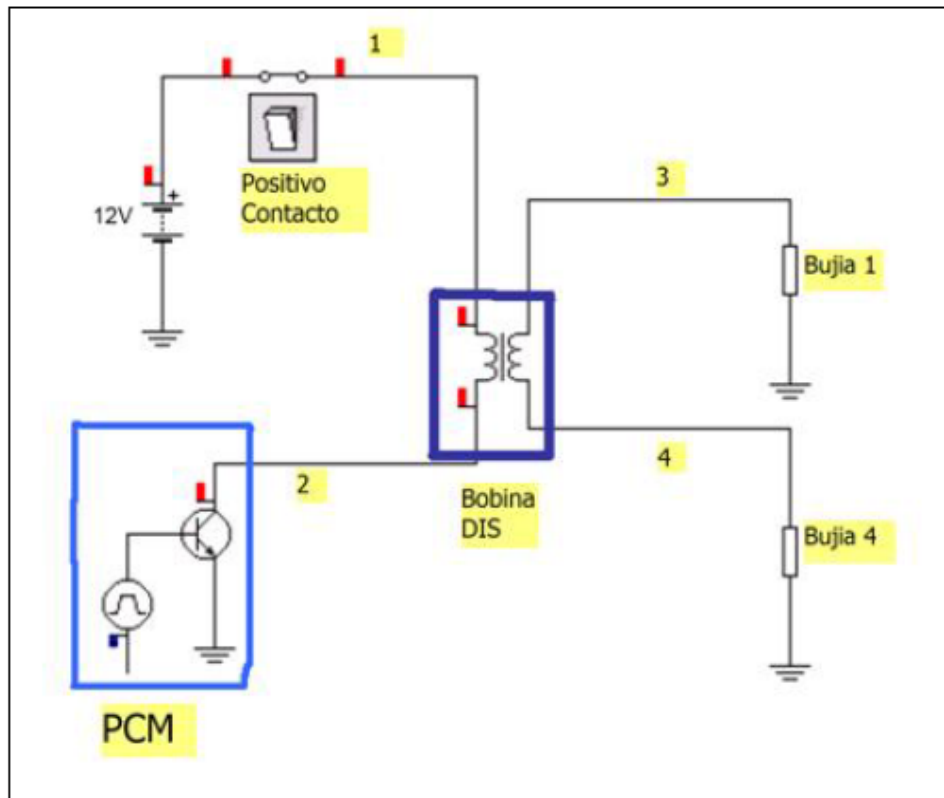 1
Positivo
Contacto
+
12V
3
Bujia 1
2
4
Bobina
DIS
Bujia 4
PCM